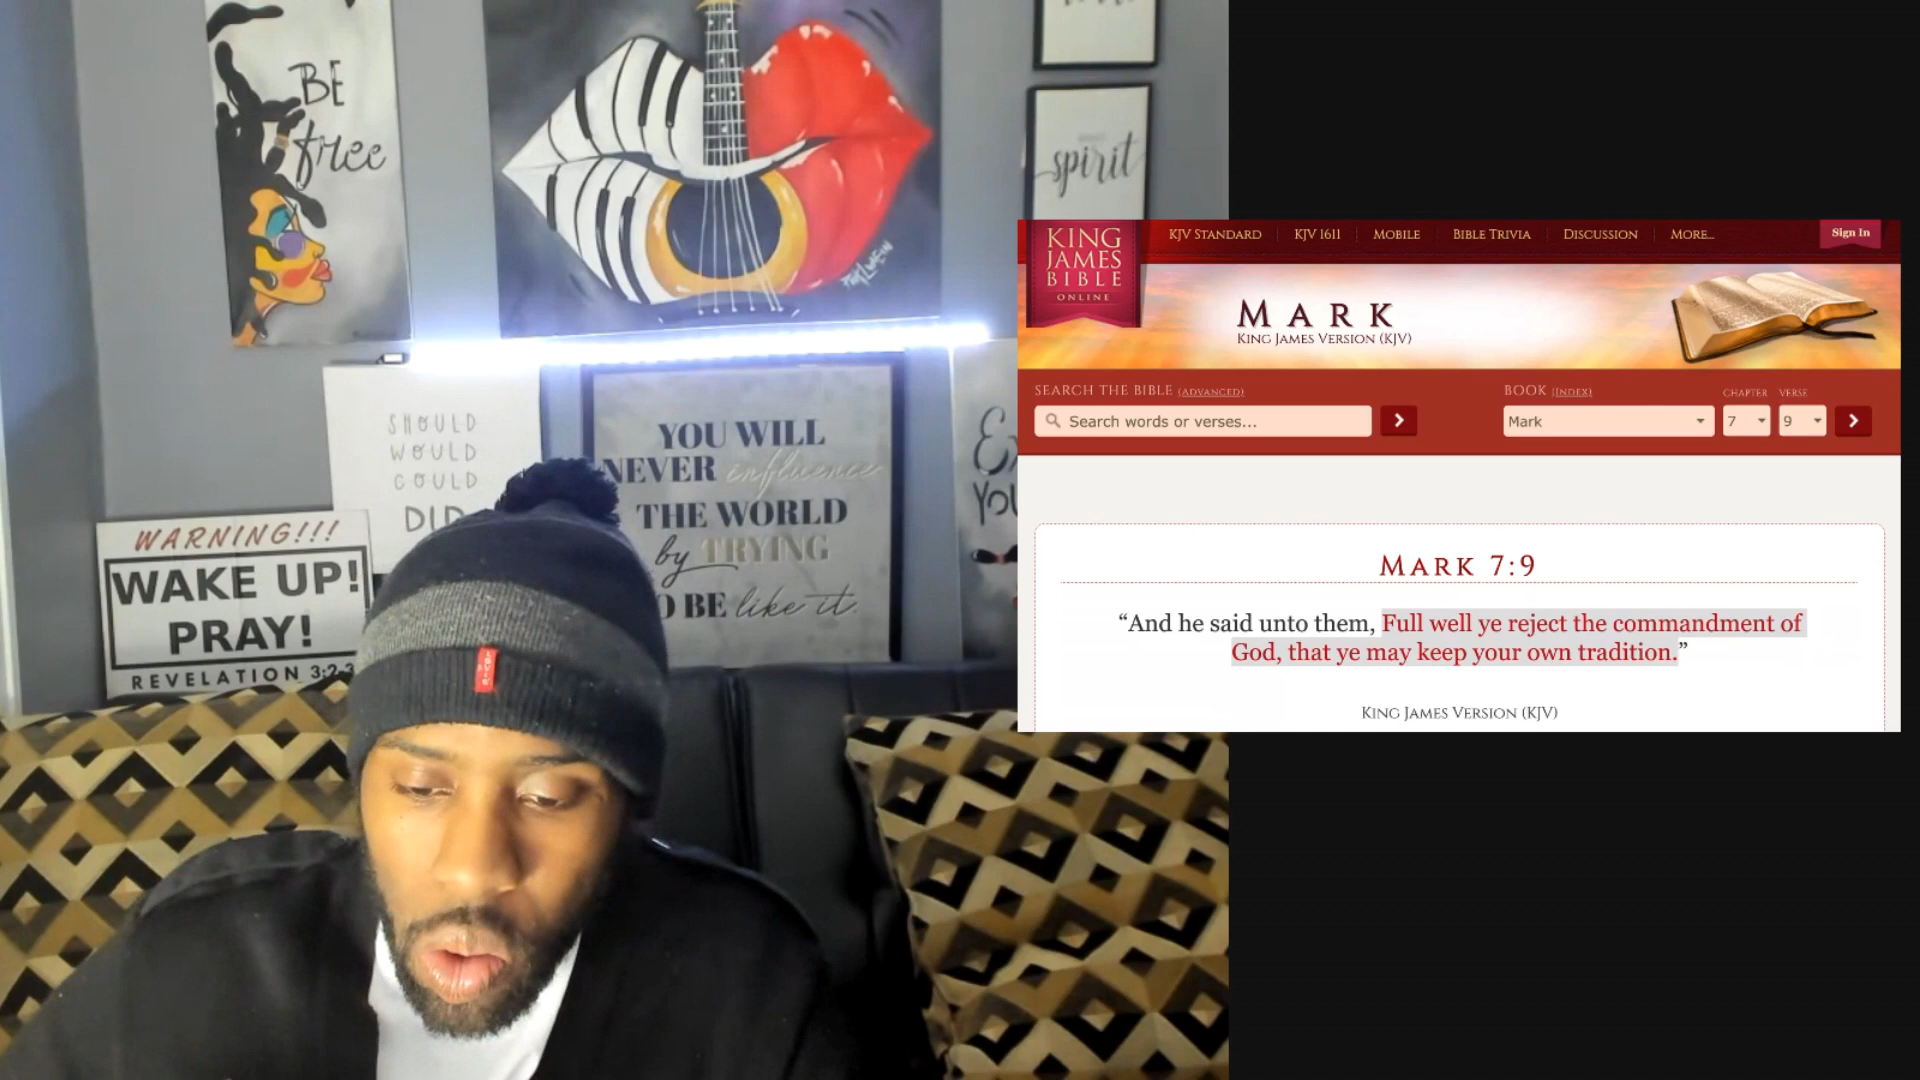 BE
free
spirit
SHOULD
WOULD
COULD
DID
YOU WILL
NEVER influence
THE WORLD
by TRYING
TO BE like it.
YOU
WARNING!!!
WAKE UP!
PRAY!
REVELATION 3:2-3
KING
JAMES
BIBLE
ONLINE
KJV STANDARD
KJV 1611
MOBILE
BIBLE TRIVIA
DISCUSSION
MORE...
Sign In
MARK
KING JAMES VERSION (KJV)
SEARCH THE BIBLE (ADVANCED)
BOOK (INDEX)
CHAPTER
VERSE
Search words or verses...
Mark
7
9
MARK 7:9
“And he said unto them, Full well ye reject the commandment of
God, that ye may keep your own tradition.”
KING JAMES VERSION (KJV)